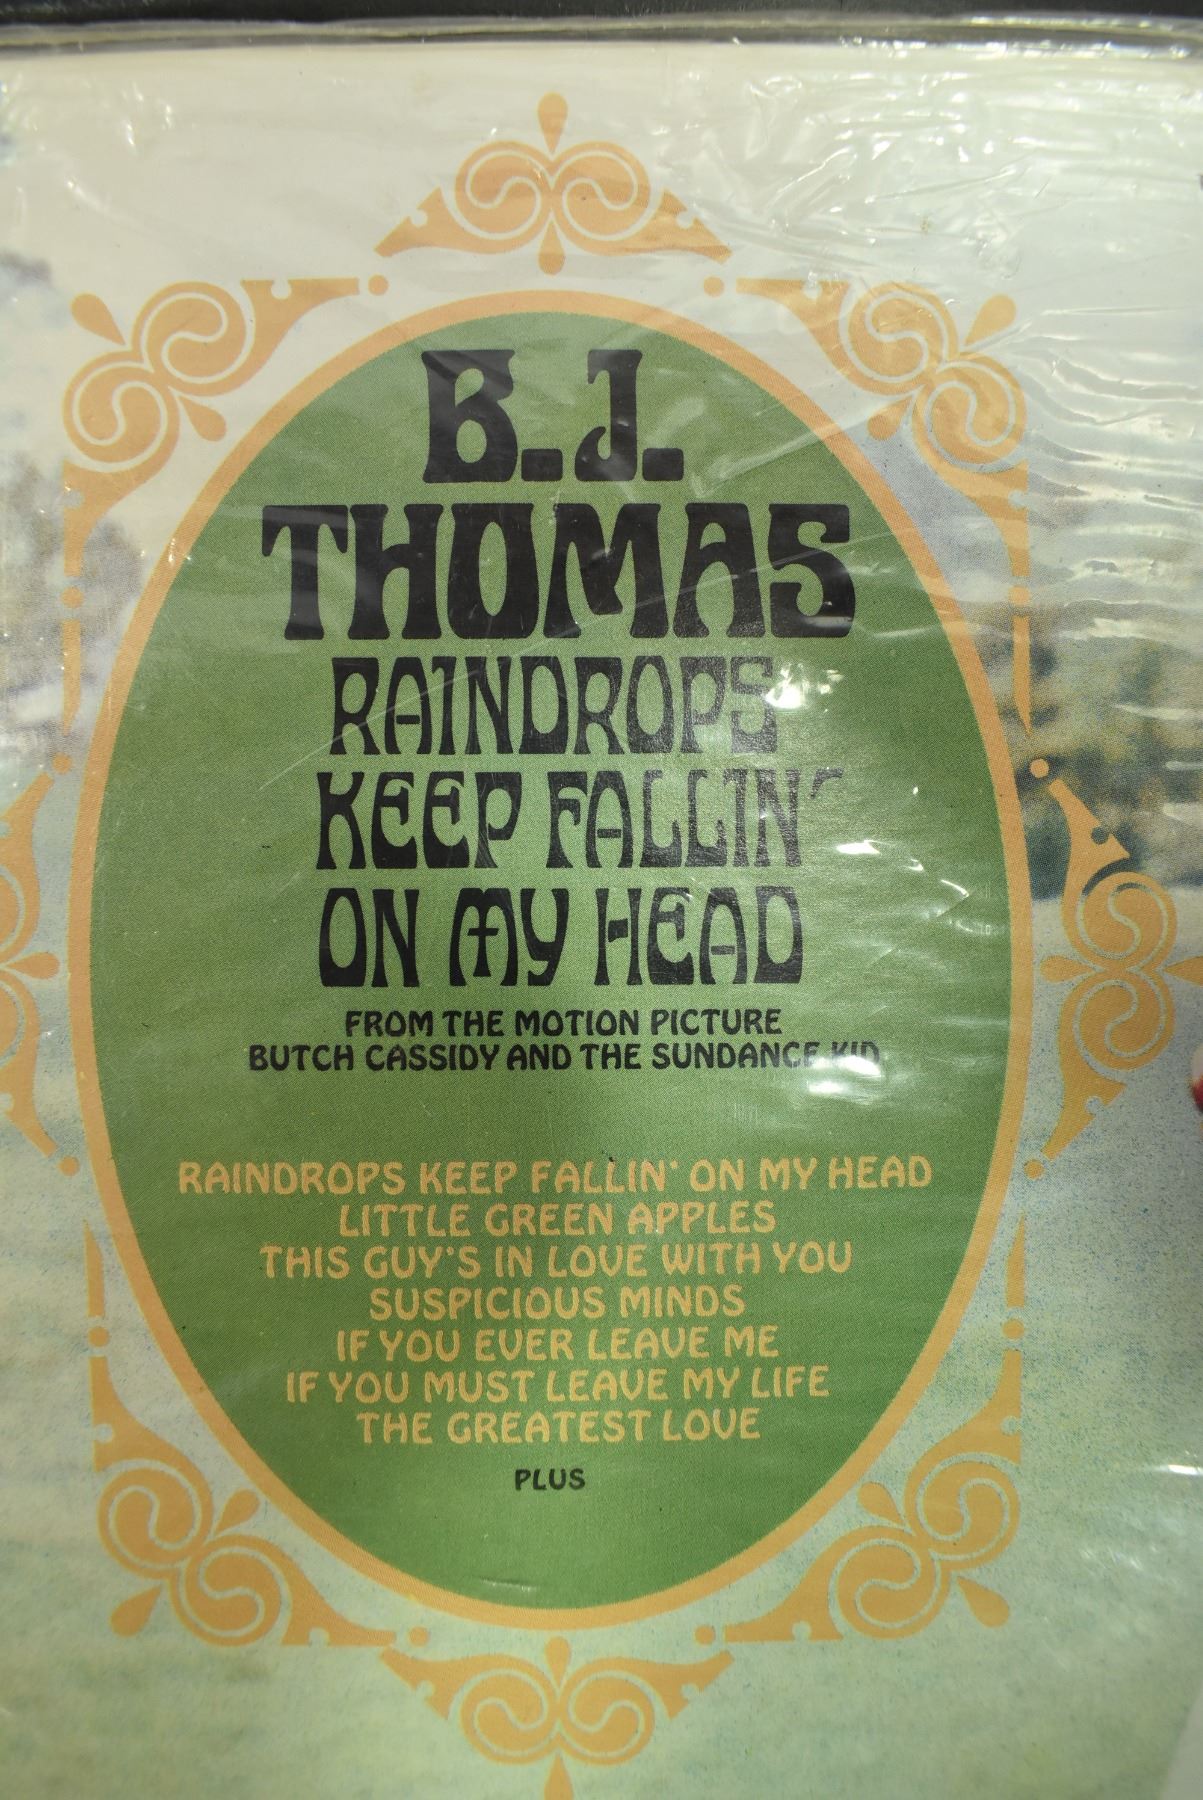 B.J.
THOMAS
RAINDROPS
KEEP FALLIN'
ON MY HEAD
FROM THE MOTION PICTURE
BUTCH CASSIDY AND THE SUNDANCE KID
RAINDROPS KEEP FALLIN' ON MY HEAD
LITTLE GREEN APPLES
THIS GUY'S IN LOVE WITH YOU
SUSPICIOUS MINDS
IF YOU EVER LEAVE ME
IF YOU MUST LEAVE MY LIFE
THE GREATEST LOVE
PLUS